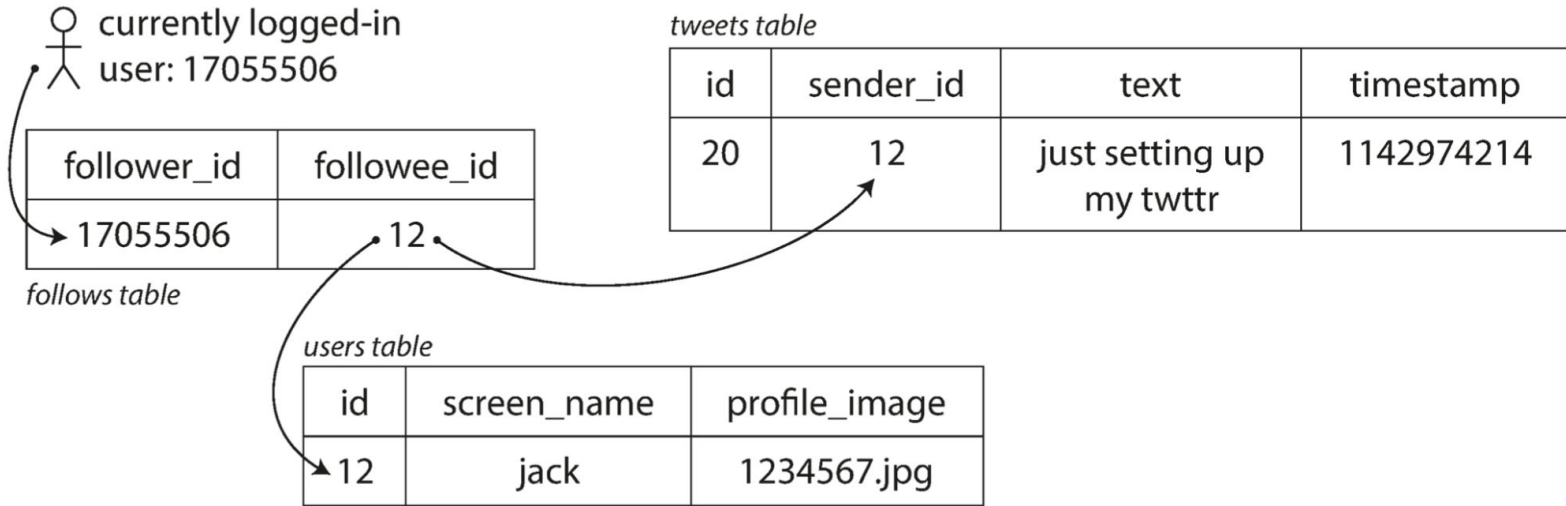 currently logged-in
user: 17055506
follower_id followee_id
17055506 12
follows table
tweets table
id sender_id text timestamp
20 12 just setting up 1142974214
my twttr
users table
id screen_name profile_image
12 jack 1234567.jpg